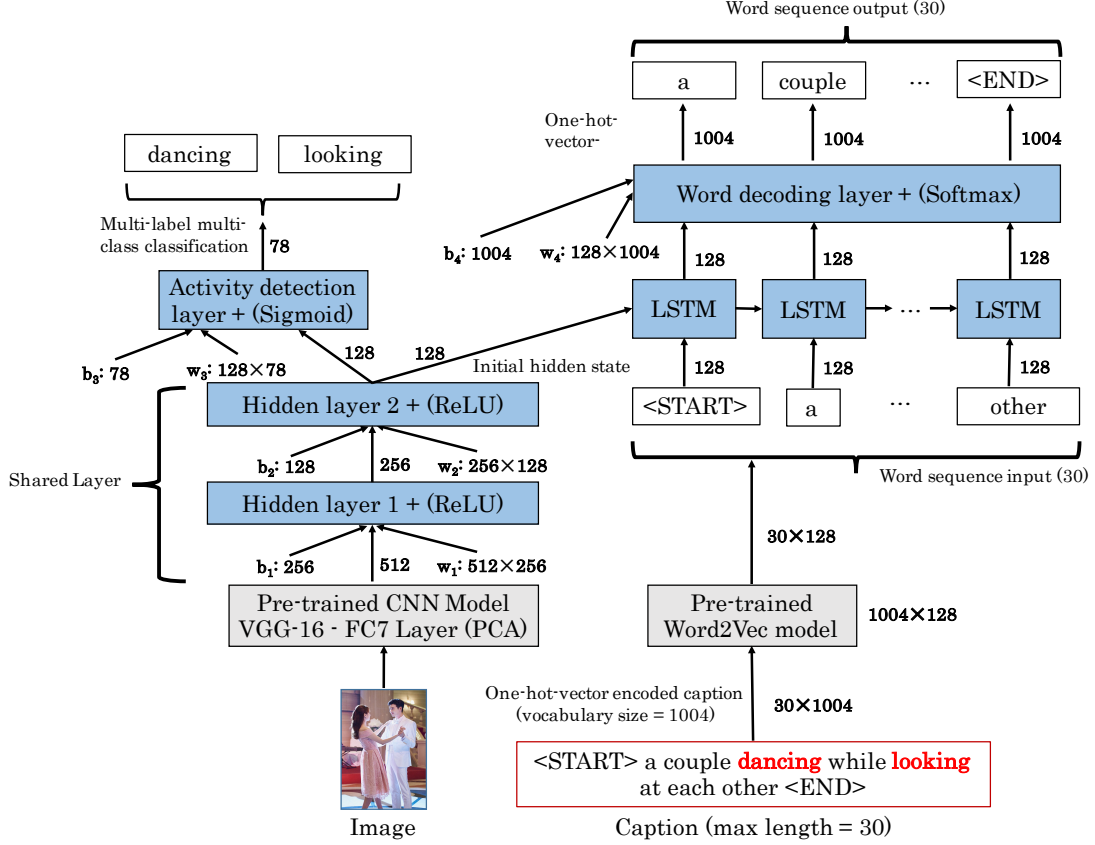 Word sequence output (30)
a
couple
...
<END>
One-hot-
vector-
1004
1004
1004
dancing
looking
Word decoding layer + (Softmax)
Multi-label multi-
class classification
78
b₄: 1004
w₄: 128×1004
128
128
128
Activity detection
layer + (Sigmoid)
LSTM
LSTM
...
LSTM
b₃: 78
w₃: 128×78
128
128
Initial hidden state
128
128
128
<START>
a
...
other
Hidden layer 2 + (ReLU)
Word sequence input (30)
b₂: 128
256
w₂: 256×128
Shared Layer
Hidden layer 1 + (ReLU)
30×128
b₁: 256
512
w₁: 512×256
Pre-trained CNN Model
VGG-16 - FC7 Layer (PCA)
Pre-trained
Word2Vec model
1004×128
One-hot-vector encoded caption
(vocabulary size = 1004)
30×1004
<START> a couple dancing while looking
at each other <END>
Image
Caption (max length = 30)